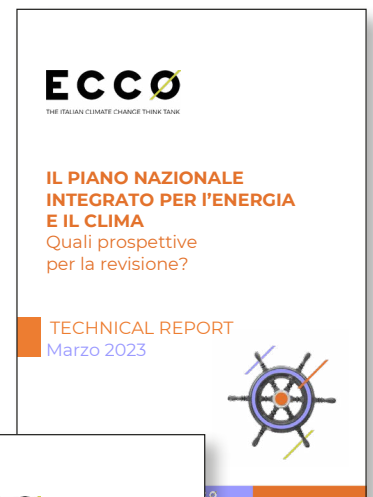 ECCO
THE ITALIAN CLIMATE CHANGE THINK TANK
IL PIANO NAZIONALE
INTEGRATO PER l'ENERGIA
E IL CLIMA
Quali prospettive
per la revisione?
TECHNICAL REPORT
Marzo 2023